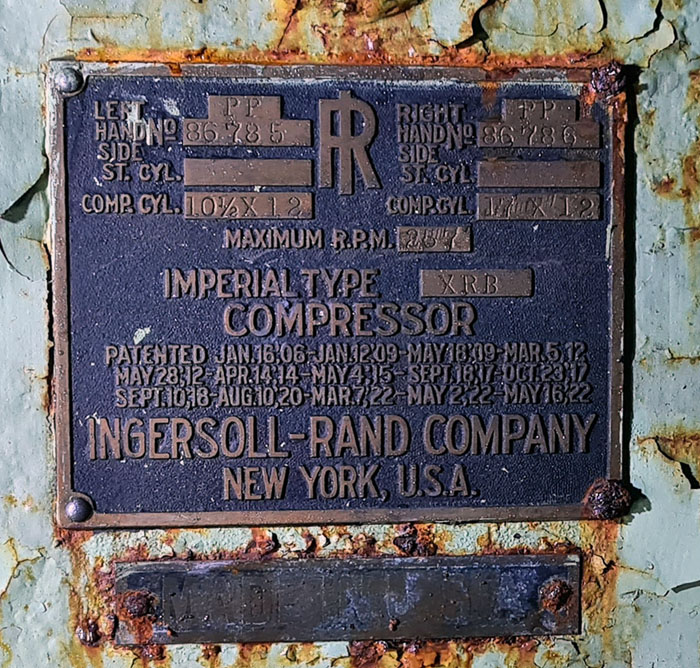 LEFT HAND SIDE No PP 86785
ST. CYL.
COMP. CYL. 10½ X 12
IR
RIGHT HAND SIDE No PP 86786
ST. CYL.
COMP. CYL X 12
MAXIMUM R.P.M. 257
IMPERIAL TYPE XRB
COMPRESSOR
PATENTED JAN.16,06-JAN.12,09-MAY 18,09-MAR.5,12
MAY 28,12-APR.14,14-MAY 4,15-SEPT.18,17-OCT.23,17
SEPT.10,18-AUG.10,20-MAR.7,22-MAY 2,22-MAY 16,22
INGERSOLL-RAND COMPANY
NEW YORK, U.S.A.